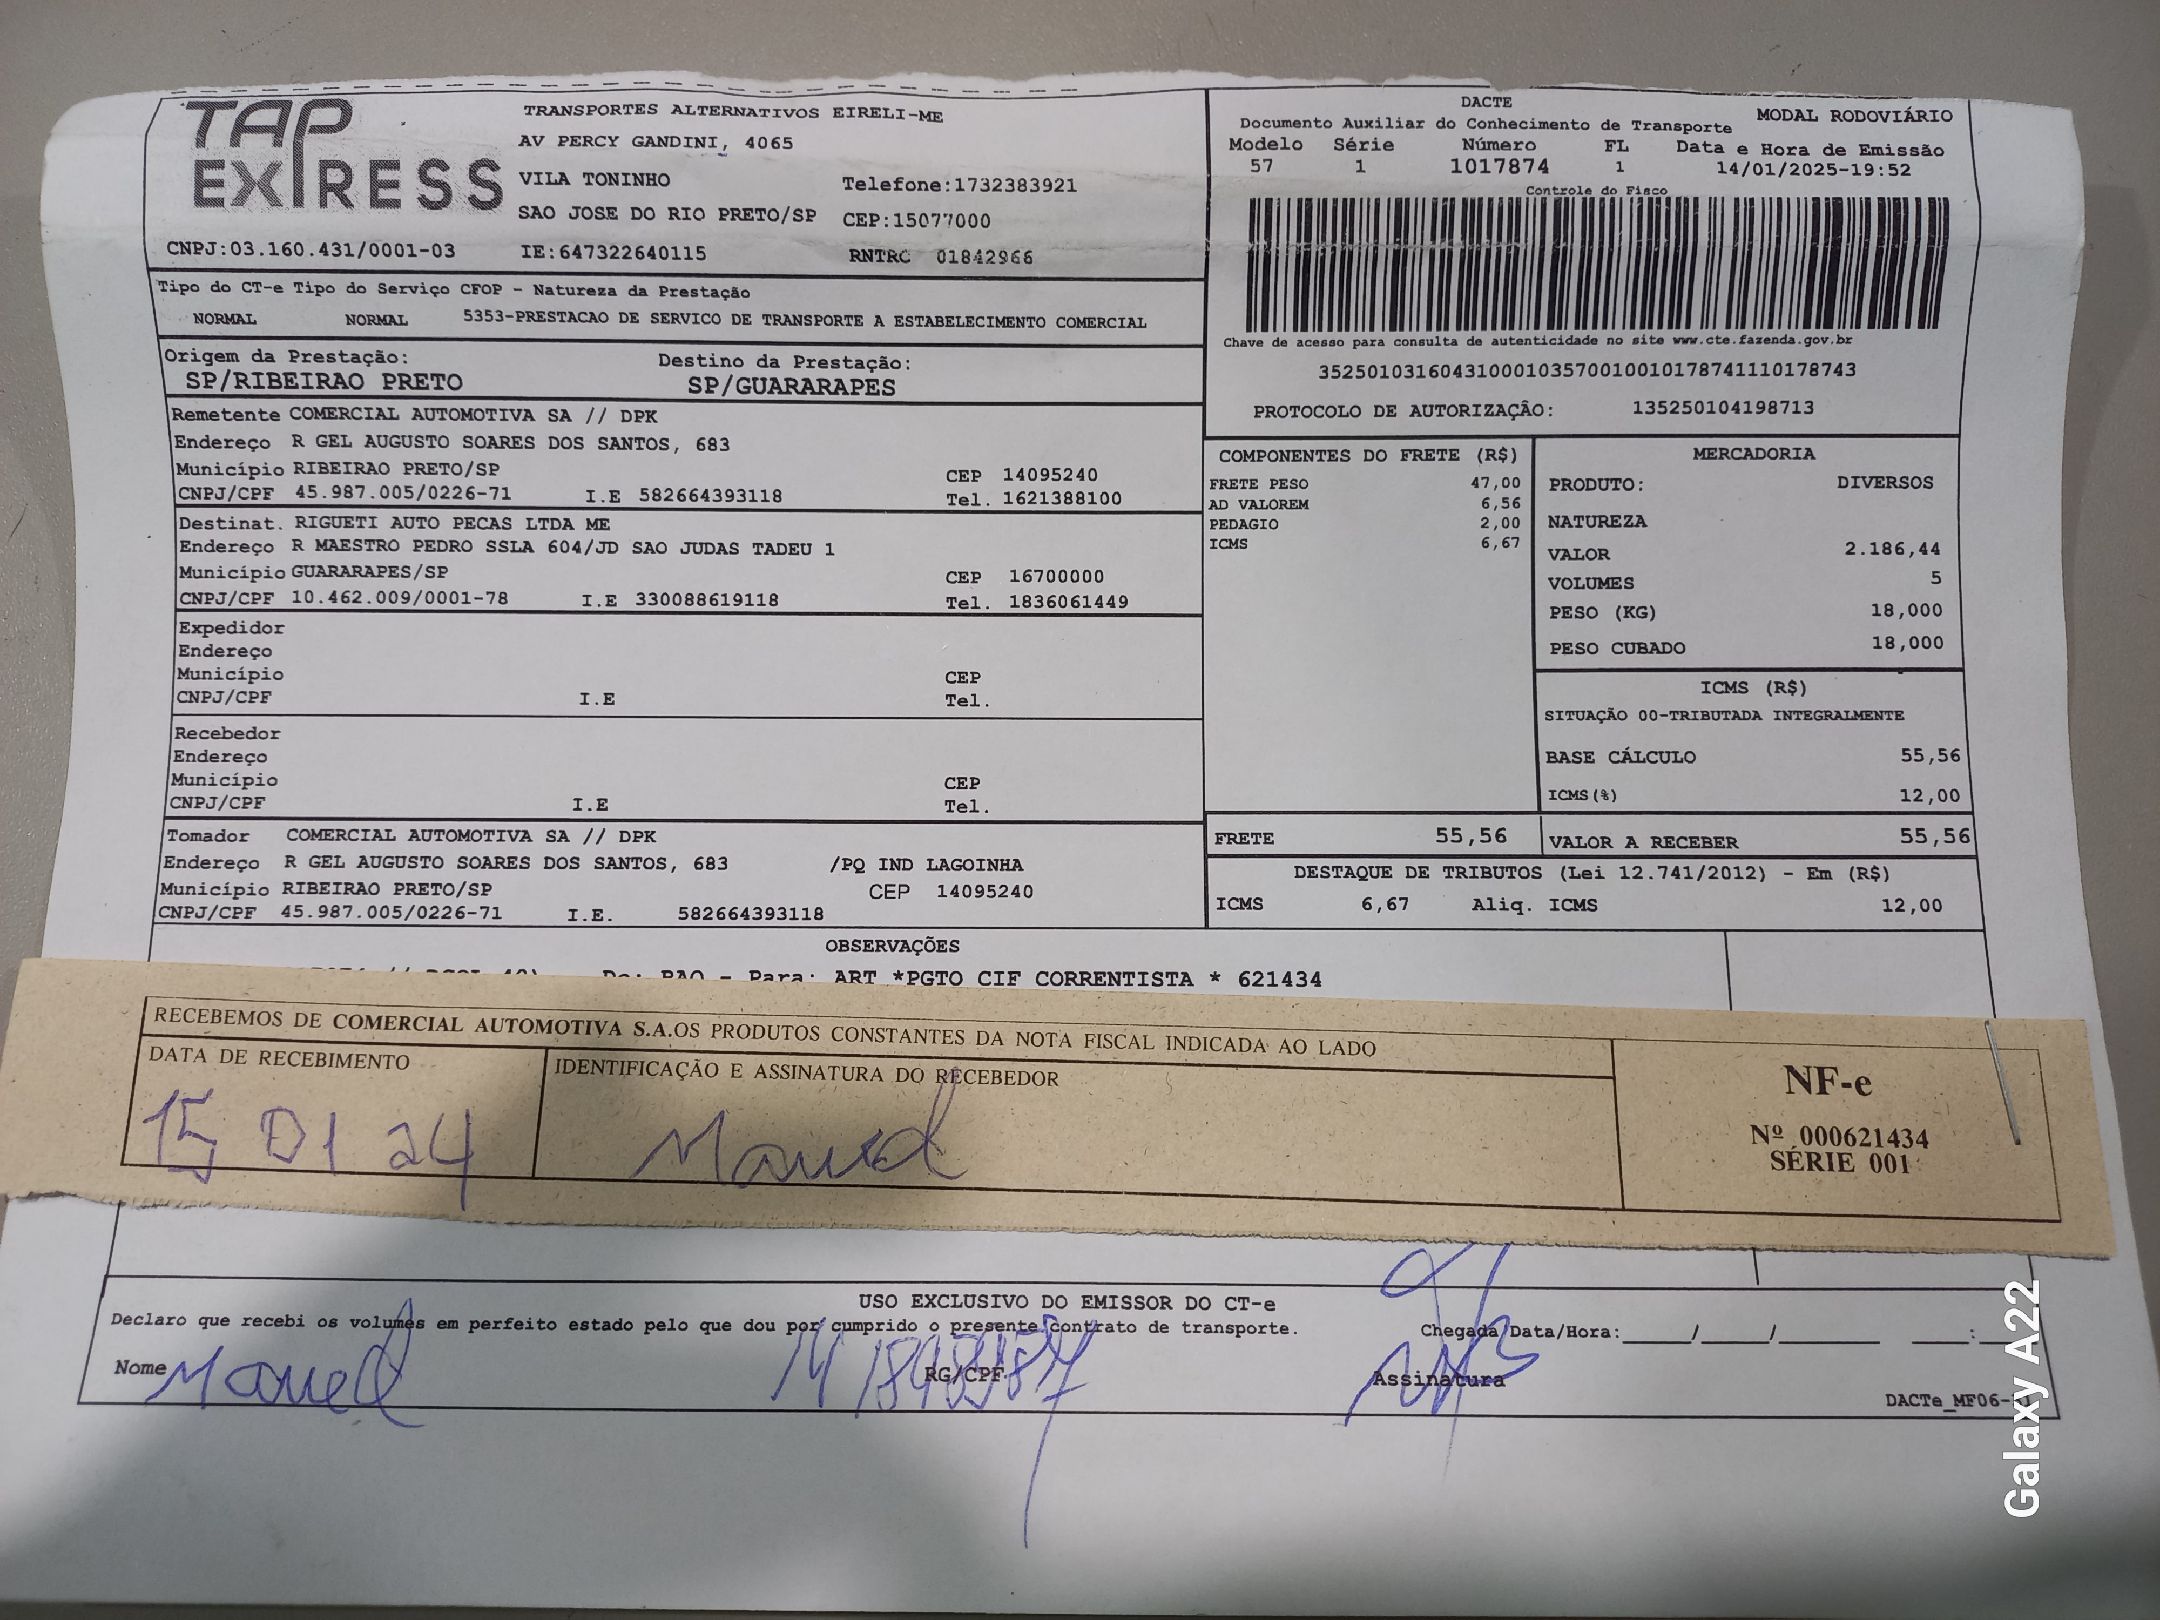 TAP EXPRESS
TRANSPORTES ALTERNATIVOS EIRELI-ME
AV PERCY GANDINI, 4065
VILA TONINHO Telefone:1732383921
SAO JOSE DO RIO PRETO/SP CEP:15077000
CNPJ:03.160.431/0001-03 IE:647322640115 RNTRC 01842966
DACTE MODAL RODOVIÁRIO
Documento Auxiliar do Conhecimento de Transporte
Modelo Série Número FL Data e Hora de Emissão
57 1 1017874 1 14/01/2025-19:52
Controle do Fisco
Chave de acesso para consulta de autenticidade no site www.cte.fazenda.gov.br
35250103160431000103570010010178741110178743
PROTOCOLO DE AUTORIZAÇÃO: 135250104198713
Tipo do CT-e Tipo do Serviço CFOP - Natureza da Prestação
NORMAL NORMAL 5353-PRESTACAO DE SERVICO DE TRANSPORTE A ESTABELECIMENTO COMERCIAL
Origem da Prestação: Destino da Prestação:
SP/RIBEIRAO PRETO SP/GUARARAPES
Remetente COMERCIAL AUTOMOTIVA SA // DPK
Endereço R GEL AUGUSTO SOARES DOS SANTOS, 683
Município RIBEIRAO PRETO/SP CEP 14095240
CNPJ/CPF 45.987.005/0226-71 I.E 582664393118 Tel. 1621388100
Destinat. RIGUETI AUTO PECAS LTDA ME
Endereço R MAESTRO PEDRO SSLA 604/JD SAO JUDAS TADEU 1
Município GUARARAPES/SP CEP 16700000
CNPJ/CPF 10.462.009/0001-78 I.E 330088619118 Tel. 1836061449
Expedidor
Endereço
Município CEP
CNPJ/CPF I.E Tel.
Recebedor
Endereço
Município CEP
CNPJ/CPF I.E Tel.
Tomador COMERCIAL AUTOMOTIVA SA // DPK
Endereço R GEL AUGUSTO SOARES DOS SANTOS, 683 /PQ IND LAGOINHA
Município RIBEIRAO PRETO/SP CEP 14095240
CNPJ/CPF 45.987.005/0226-71 I.E. 582664393118
COMPONENTES DO FRETE (R$)
FRETE PESO 47,00
AD VALOREM 6,56
PEDAGIO 2,00
ICMS 6,67
MERCADORIA
PRODUTO: DIVERSOS
NATUREZA
VALOR 2.186,44
VOLUMES 5
PESO (KG) 18,000
PESO CUBADO 18,000
ICMS (R$)
SITUAÇÃO 00-TRIBUTADA INTEGRALMENTE
BASE CÁLCULO 55,56
ICMS(%) 12,00
FRETE 55,56 VALOR A RECEBER 55,56
DESTAQUE DE TRIBUTOS (Lei 12.741/2012) - Em (R$)
ICMS 6,67 Aliq. ICMS 12,00
OBSERVAÇÕES
De: PAO - Para: ART *PGTO CIF CORRENTISTA * 621434
RECEBEMOS DE COMERCIAL AUTOMOTIVA S.A.OS PRODUTOS CONSTANTES DA NOTA FISCAL INDICADA AO LADO
DATA DE RECEBIMENTO IDENTIFICAÇÃO E ASSINATURA DO RECEBEDOR
15 01 24 Manuel
NF-e
Nº 000621434
SÉRIE 001
USO EXCLUSIVO DO EMISSOR DO CT-e
Declaro que recebi os volumes em perfeito estado pelo que dou por cumprido o presente contrato de transporte. Chegada Data/Hora:____/____/____ __:__
Nome Manuel RG/CPF Assinatura
DACTe_MF06-
Galaxy A22